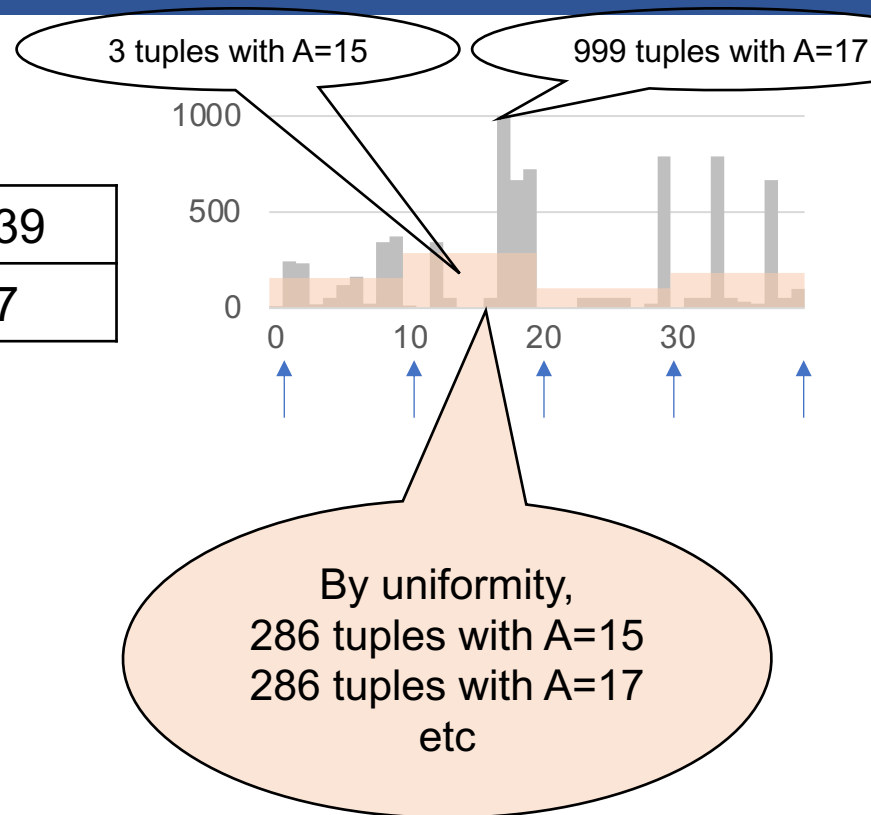 3 tuples with A=15
999 tuples with A=17
1000
500
0
39
7
0 10 20 30
By uniformity,
286 tuples with A=15
286 tuples with A=17
etc